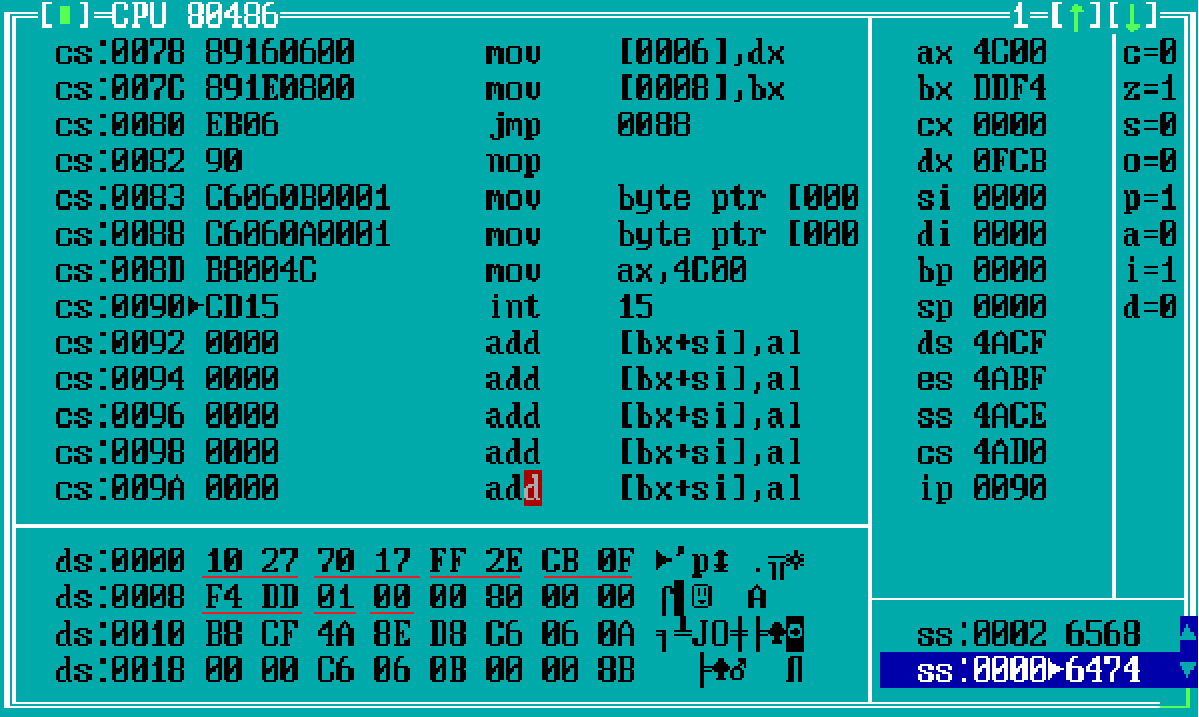 [■]=CPU 80486 1=[↑][↓]
cs:0078 89160600 mov [0006],dx
cs:007C 891E0800 mov [0008],bx
cs:0080 EB06 jmp 0088
cs:0082 90 nop
cs:0083 C6060B0001 mov byte ptr [000
cs:0088 C6060A0001 mov byte ptr [000
cs:008D B8004C mov ax,4C00
cs:0090►CD15 int 15
cs:0092 0000 add [bx+si],al
cs:0094 0000 add [bx+si],al
cs:0096 0000 add [bx+si],al
cs:0098 0000 add [bx+si],al
cs:009A 0000 add [bx+si],al
ax 4C00
bx DDF4
cx 0000
dx 0FCB
si 0000
di 0000
bp 0000
sp 0000
ds 4ACF
es 4ABF
ss 4ACE
cs 4AD0
ip 0090
c=0
z=1
s=0
o=0
p=1
a=0
i=1
d=0
ds:0000 10 27 70 17 FF 2E CB 0F ►'p↨ .╦☼
ds:0008 F4 DD 01 00 00 80 00 00 ⌠▌☺ A
ds:0010 B8 CF 4A 8E D8 C6 06 0A ╕╧JО╪╞♠◙
ds:0018 00 00 C6 06 0B 00 00 8B ╞♠♂ Л
ss:0002 6568
ss:0000►6474